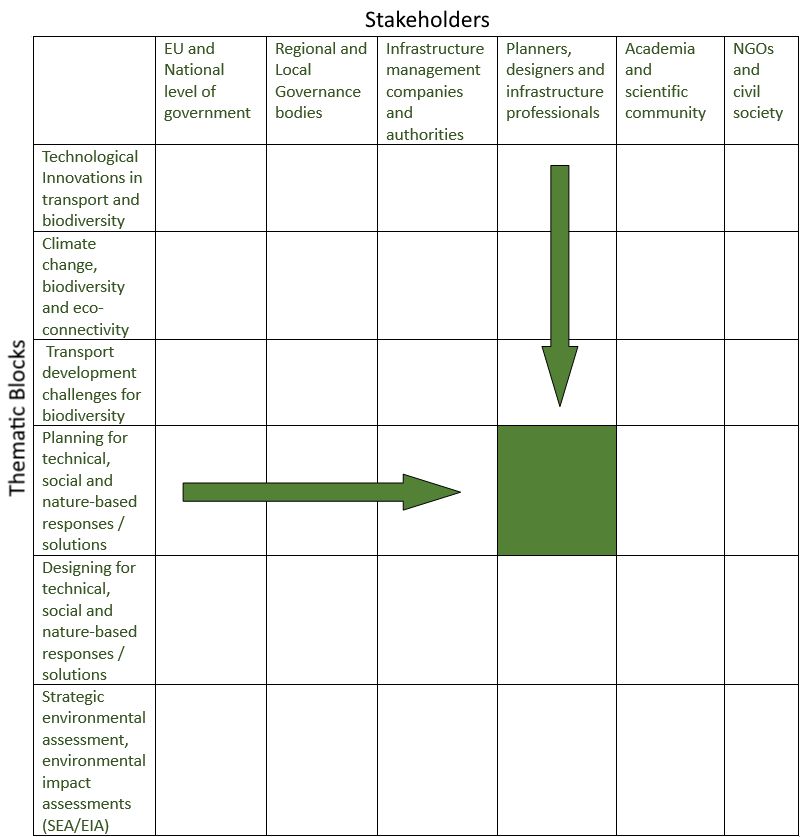 Stakeholders
EU and
National
level of
government
Regional and
Local
Governance
bodies
Infrastructure
management
companies
and
authorities
Planners,
designers and
infrastructure
professionals
Academia
and
scientific
community
NGOs
and
civil
society
Thematic Blocks
Technological
Innovations in
transport and
biodiversity
Climate
change,
biodiversity
and eco-
connectivity
Transport
development
challenges for
biodiversity
Planning for
technical,
social and
nature-based
responses /
solutions
Designing for
technical,
social and
nature-based
responses /
solutions
Strategic
environmental
assessment,
environmental
impact
assessments
(SEA/EIA)